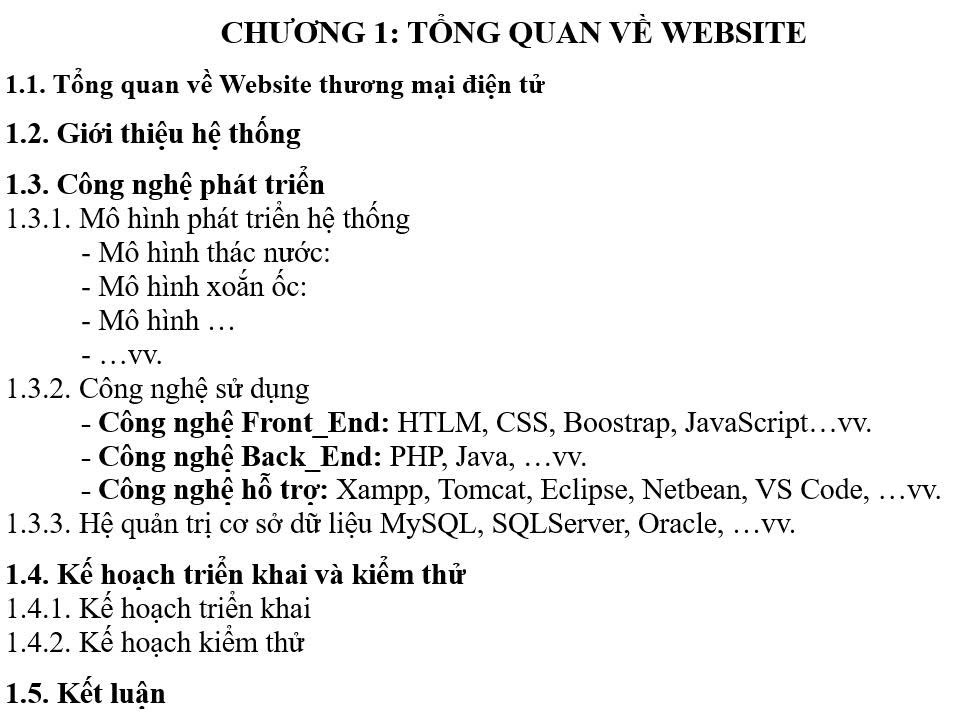 CHƯƠNG 1: TỔNG QUAN VỀ WEBSITE
1.1. Tổng quan về Website thương mại điện tử
1.2. Giới thiệu hệ thống
1.3. Công nghệ phát triển
1.3.1. Mô hình phát triển hệ thống
- Mô hình thác nước:
- Mô hình xoắn ốc:
- Mô hình …
- …vv.
1.3.2. Công nghệ sử dụng
- Công nghệ Front_End: HTLM, CSS, Boostrap, JavaScript…vv.
- Công nghệ Back_End: PHP, Java, …vv.
- Công nghệ hỗ trợ: Xampp, Tomcat, Eclipse, Netbean, VS Code, …vv.
1.3.3. Hệ quản trị cơ sở dữ liệu MySQL, SQLServer, Oracle, …vv.
1.4. Kế hoạch triển khai và kiểm thử
1.4.1. Kế hoạch triển khai
1.4.2. Kế hoạch kiểm thử
1.5. Kết luận